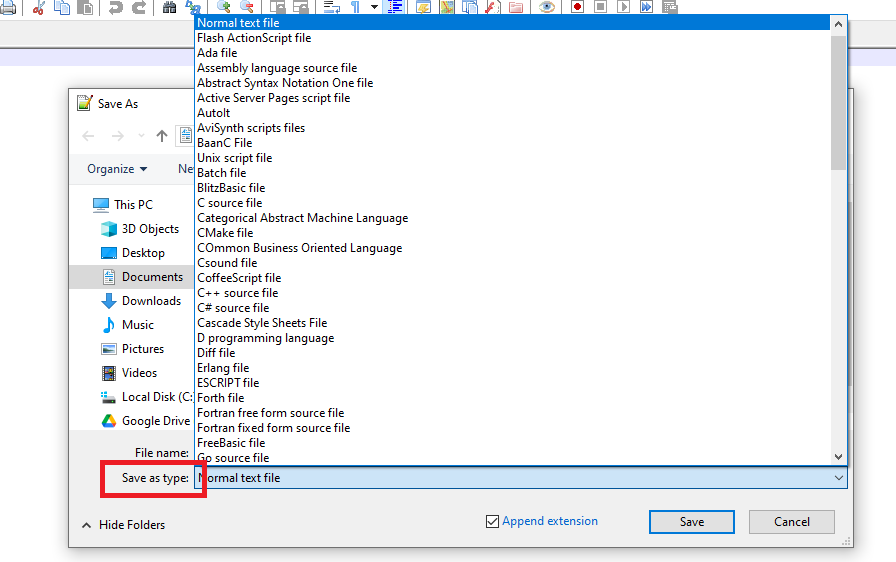 Save As
Organize
Ne
This PC
3D Objects
Desktop
Documents
Downloads
Music
Pictures
Videos
Local Disk (C:
Google Drive
Normal text file
Flash ActionScript file
Ada file
Assembly language source file
Abstract Syntax Notation One file
Active Server Pages script file
AutoIt
AviSynth scripts files
BaanC File
Unix script file
Batch file
BlitzBasic file
C source file
Categorical Abstract Machine Language
CMake file
COmmon Business Oriented Language
Csound file
CoffeeScript file
C++ source file
C# source file
Cascade Style Sheets File
D programming language
Diff file
Erlang file
ESCRIPT file
Forth file
Fortran free form source file
Fortran fixed form source file
FreeBasic file
Go source file
File name:
Save as type: Normal text file
Hide Folders
Append extension
Save
Cancel